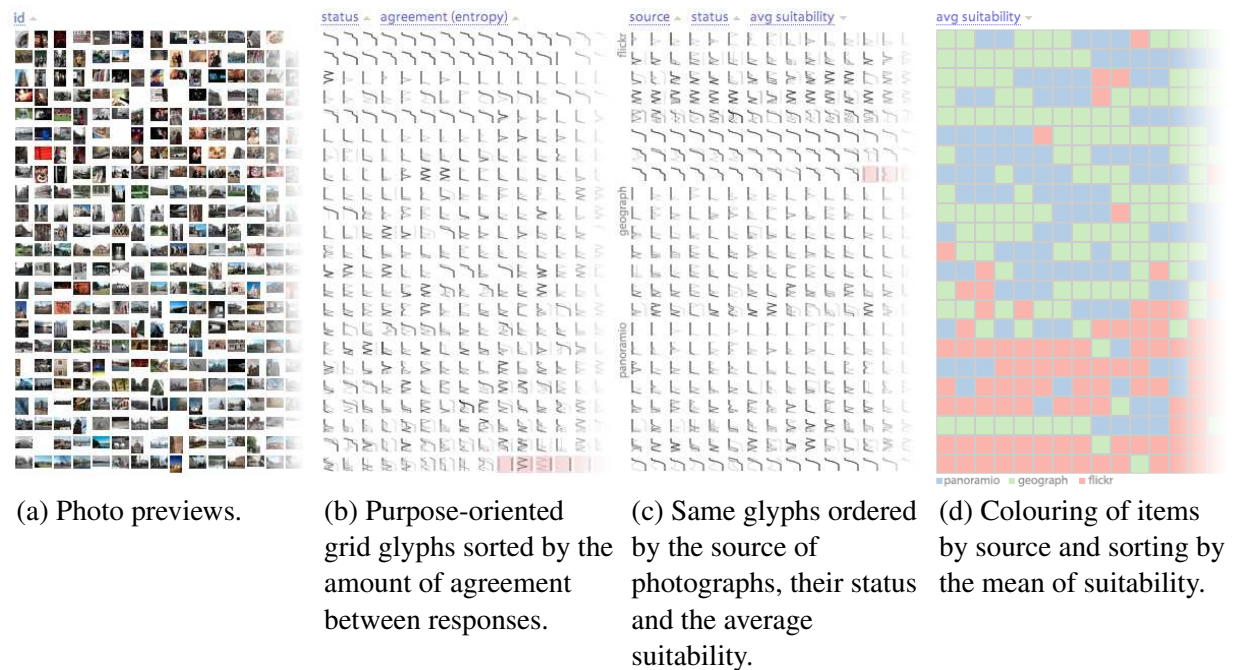 id
status agreement (entropy)
source status avg suitability
avg suitability
flickr
geograph
panoramio
panoramio geograph flickr
(a) Photo previews.
(b) Purpose-oriented
grid glyphs sorted by the
amount of agreement
between responses.
(c) Same glyphs ordered
by the source of
photographs, their status
and the average
suitability.
(d) Colouring of items
by source and sorting by
the mean of suitability.